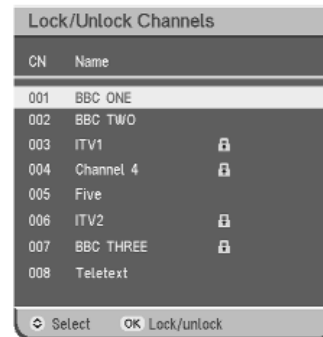 Lock/Unlock Channels
CN Name
001 BBC ONE
002 BBC TWO
003 ITV1
004 Channel 4
005 Five
006 ITV2
007 BBC THREE
008 Teletext
Select OK Lock/unlock